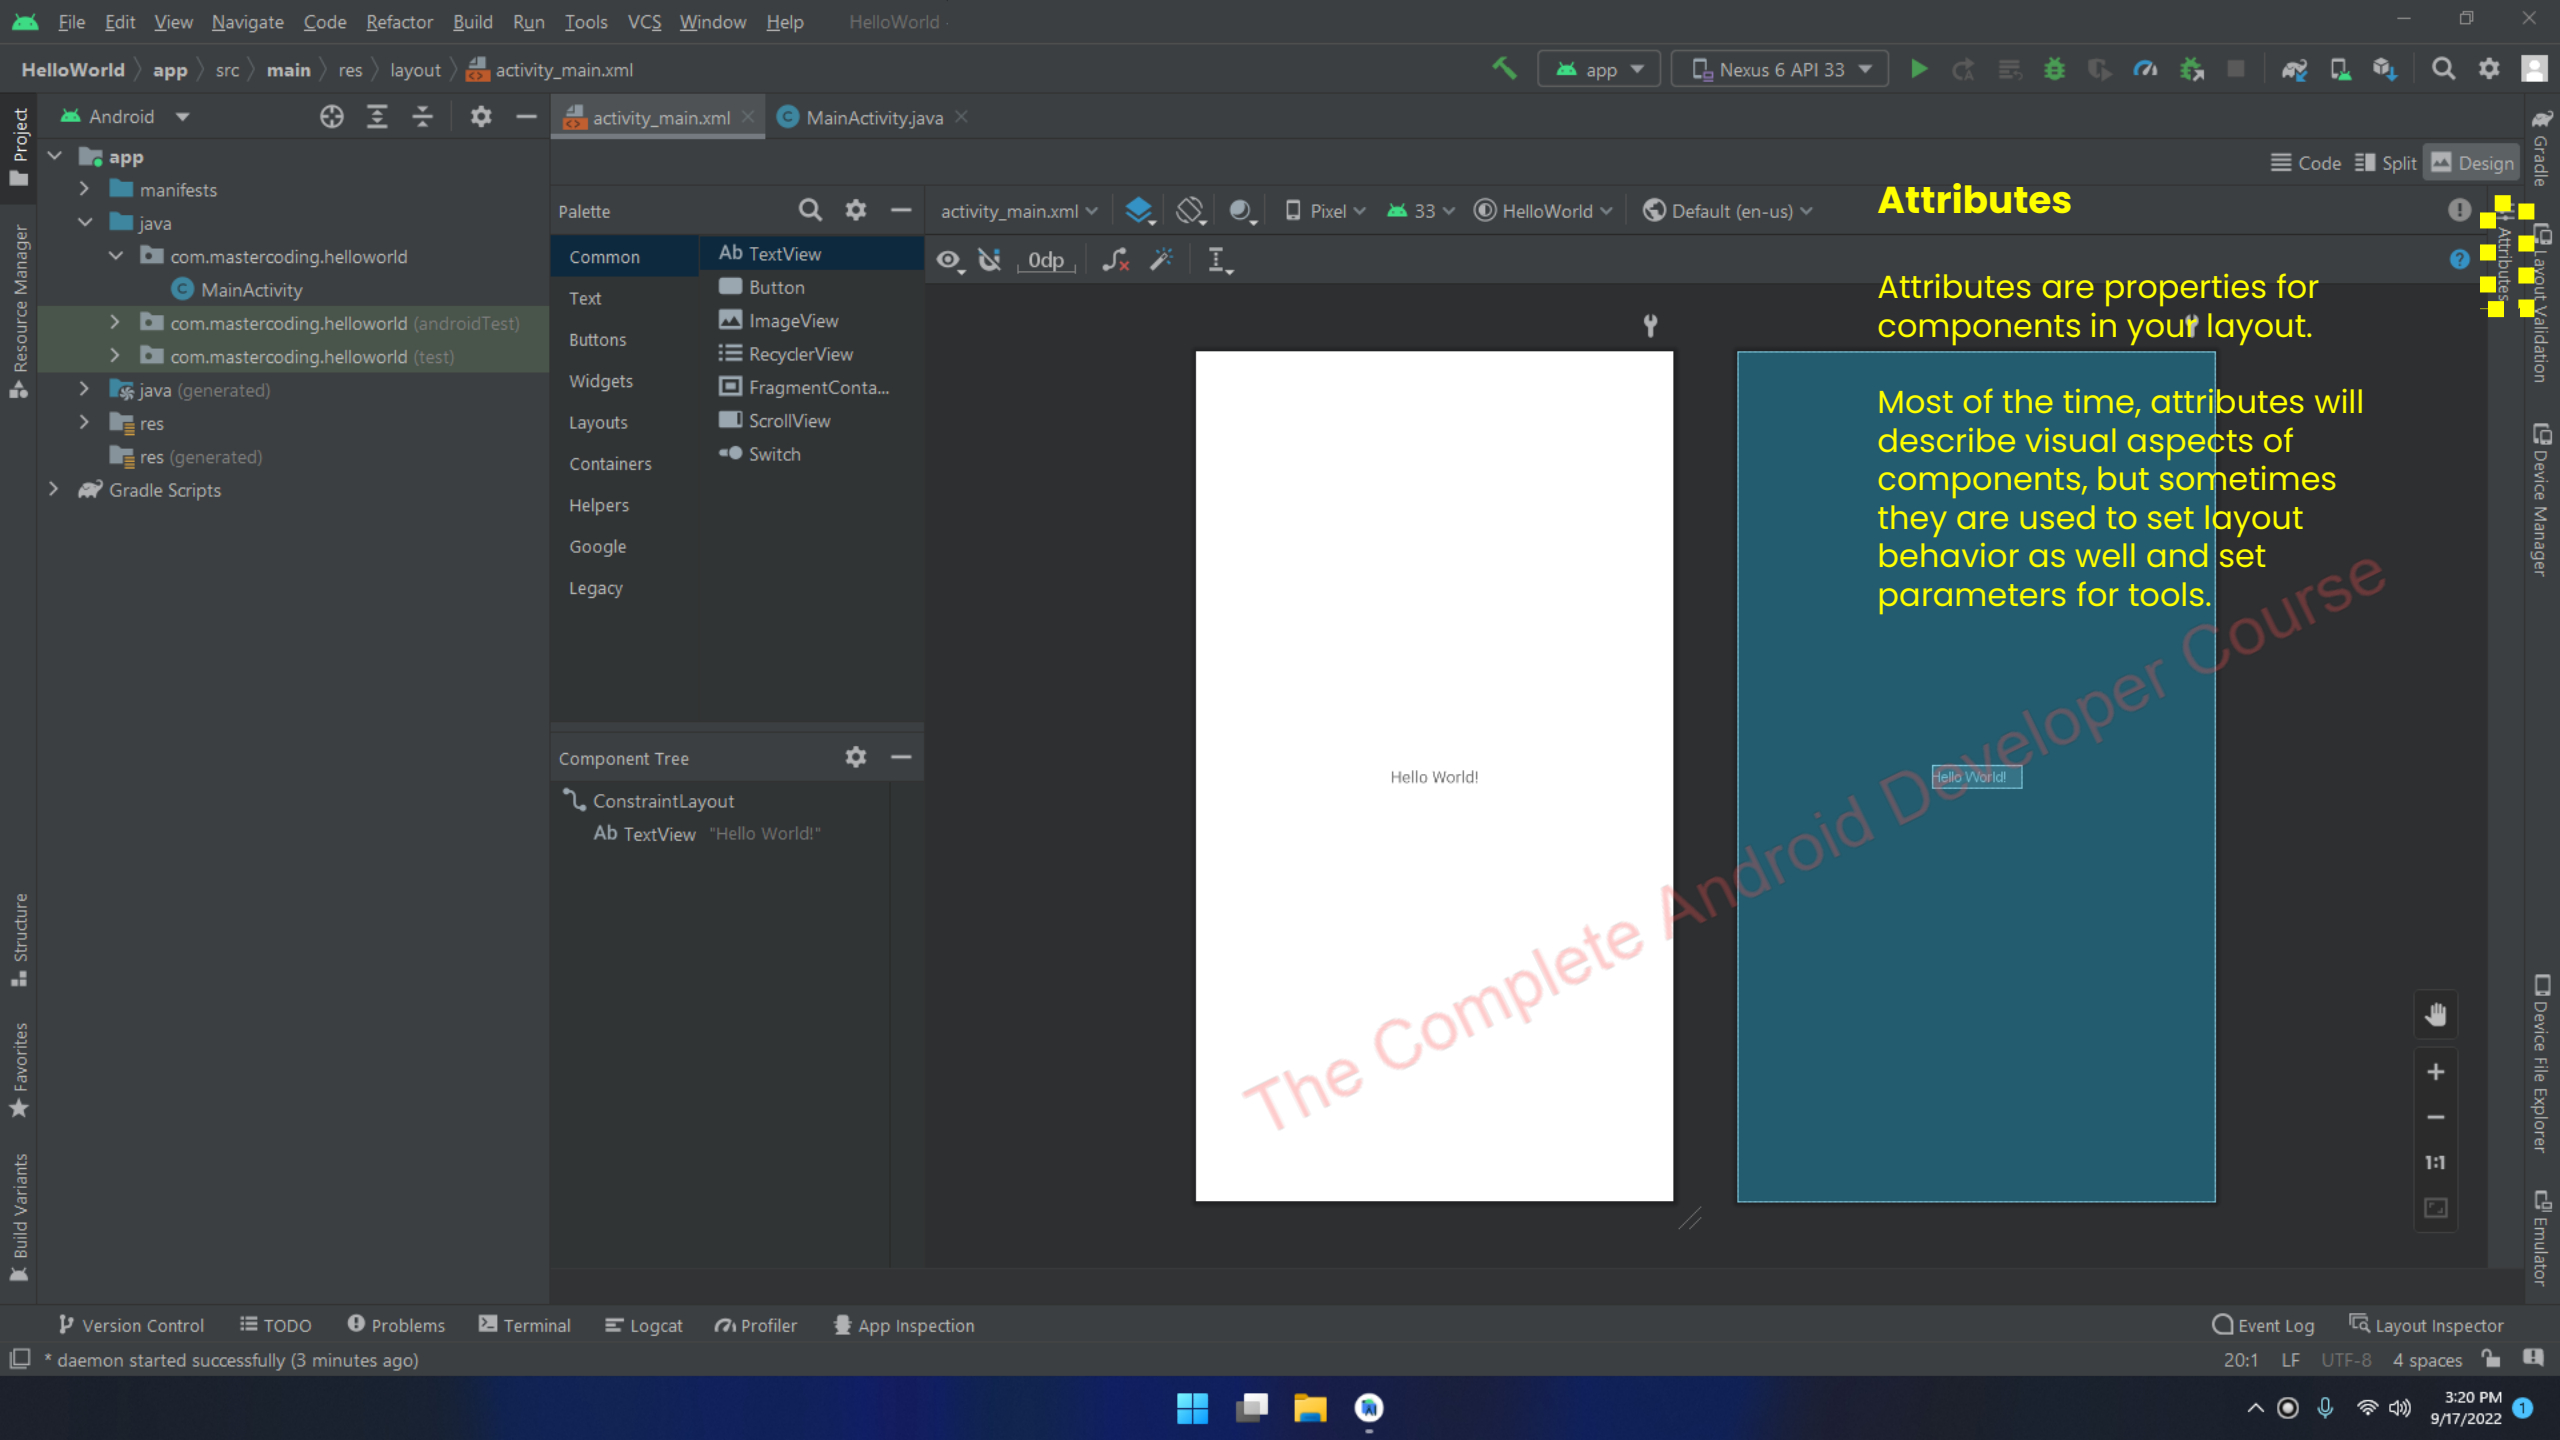 File Edit View Navigate Code Refactor Build Run Tools VCS Window Help HelloWorld -
HelloWorld app src main res layout activity_main.xml
app Nexus 6 API 33
Project
Resource Manager
Structure
Favorites
Build Variants
Android
app
manifests
java
com.mastercoding.helloworld
MainActivity
com.mastercoding.helloworld (androidTest)
com.mastercoding.helloworld (test)
java (generated)
res
res (generated)
Gradle Scripts
activity_main.xml MainActivity.java
Code Split Design
Palette
Common
Text
Buttons
Widgets
Layouts
Containers
Helpers
Google
Legacy
Ab TextView
Button
ImageView
RecyclerView
FragmentConta...
ScrollView
Switch
Component Tree
ConstraintLayout
Ab TextView "Hello World!"
activity_main.xml Pixel 33 HelloWorld Default (en-us)
0dp
Attributes
Attributes are properties for
components in your layout.
Most of the time, attributes will
describe visual aspects of
components, but sometimes
they are used to set layout
behavior as well and set
parameters for tools.
Hello World!
Hello World!
The Complete Android Developer Course
1:1
Attributes
Gradle
Layout Validation
Device Manager
Device File Explorer
Emulator
Version Control TODO Problems Terminal Logcat Profiler App Inspection
Event Log Layout Inspector
* daemon started successfully (3 minutes ago)
20:1 LF UTF-8 4 spaces
3:20 PM
9/17/2022
1